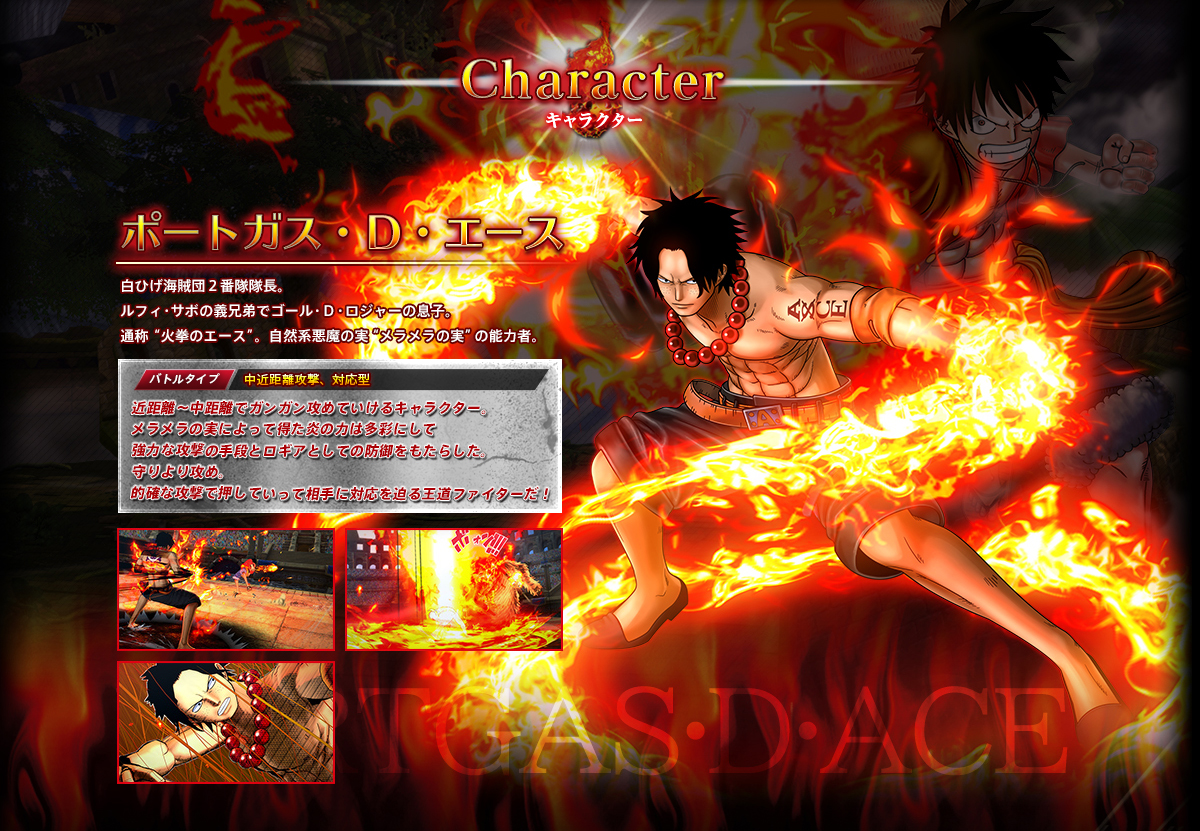 Character
キャラクター
ポートガス・D・エース
白ひげ海賊団２番隊隊長。
ルフィ・サボの義兄弟でゴール・D・ロジャーの息子。
通称 “火拳のエース”。自然系悪魔の実 “メラメラの実” の能力者。
バトルタイプ
中近距離攻撃、対応型
近距離～中距離でガンガン攻めていけるキャラクター。
メラメラの実によって得た炎の力は多彩にして
強力な攻撃の手段とロギアとしての防御をもたらした。
守りより攻め。
的確な攻撃で押していって相手に対応を迫る王道ファイターだ！
ASCE
A
PORTGAS・D・ACE